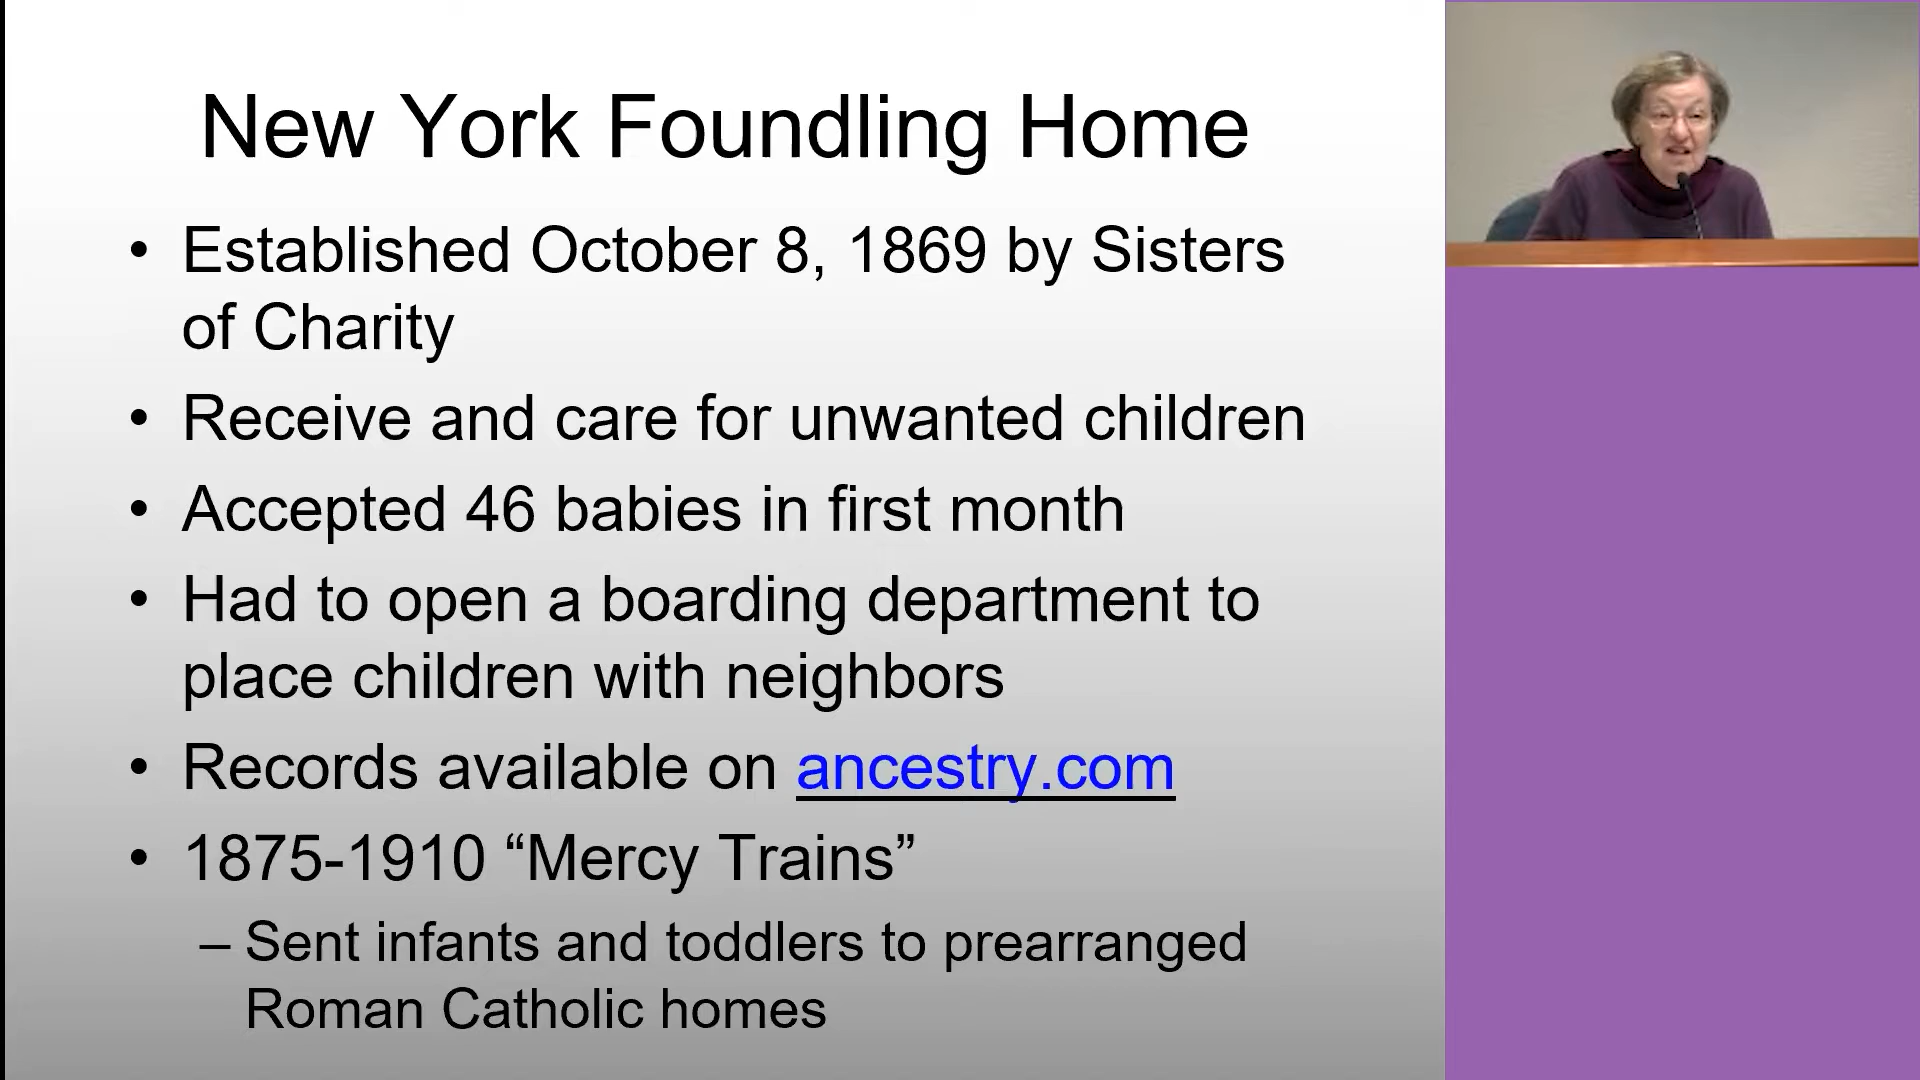 New York Foundling Home
• Established October 8, 1869 by Sisters
of Charity
• Receive and care for unwanted children
• Accepted 46 babies in first month
• Had to open a boarding department to
place children with neighbors
• Records available on ancestry.com
• 1875-1910 “Mercy Trains”
– Sent infants and toddlers to prearranged
Roman Catholic homes